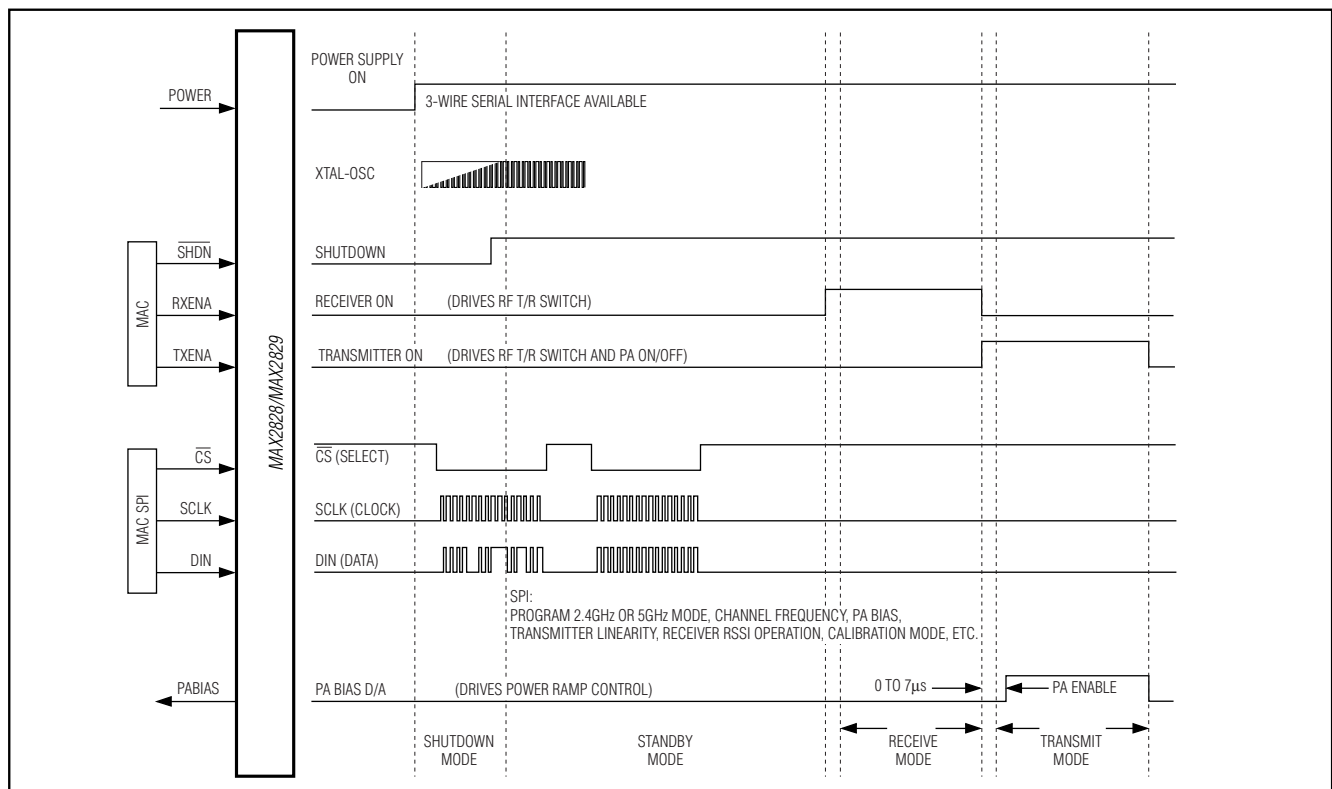 POWER SUPPLY
ON
POWER
3-WIRE SERIAL INTERFACE AVAILABLE
XTAL-OSC
MAC
SHDN
SHUTDOWN
RXENA
RECEIVER ON
(DRIVES RF T/R SWITCH)
TXENA
TRANSMITTER ON
(DRIVES RF T/R SWITCH AND PA ON/OFF)
MAX2828/MAX2829
MAC SPI
CS
CS (SELECT)
SCLK
SCLK (CLOCK)
DIN
DIN (DATA)
SPI:
PROGRAM 2.4GHz OR 5GHz MODE, CHANNEL FREQUENCY, PA BIAS,
TRANSMITTER LINEARITY, RECEIVER RSSI OPERATION, CALIBRATION MODE, ETC.
PABIAS
PA BIAS D/A
(DRIVES POWER RAMP CONTROL)
0 TO 7μs
PA ENABLE
SHUTDOWN
MODE
STANDBY
MODE
RECEIVE
MODE
TRANSMIT
MODE